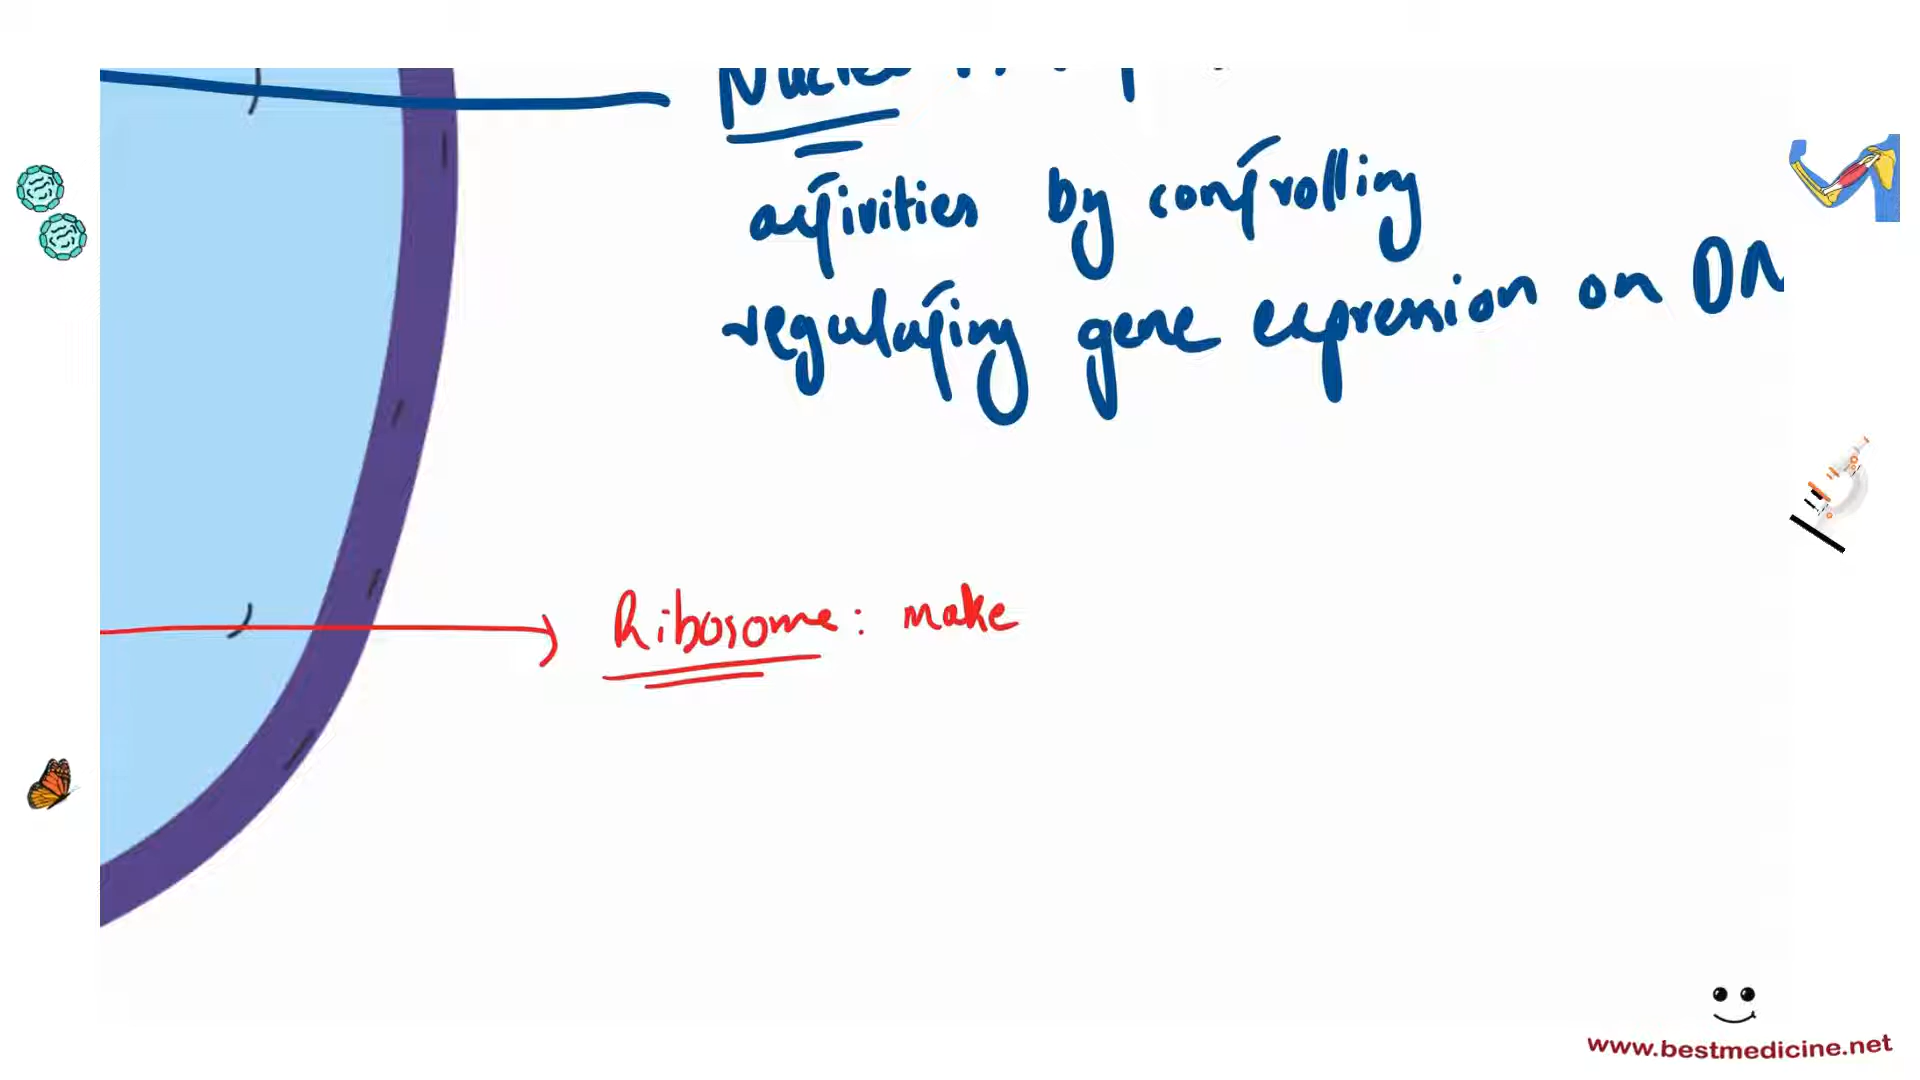 activities by controlling
regulating gene expression on DN
Ribosome: make
www.bestmedicine.net